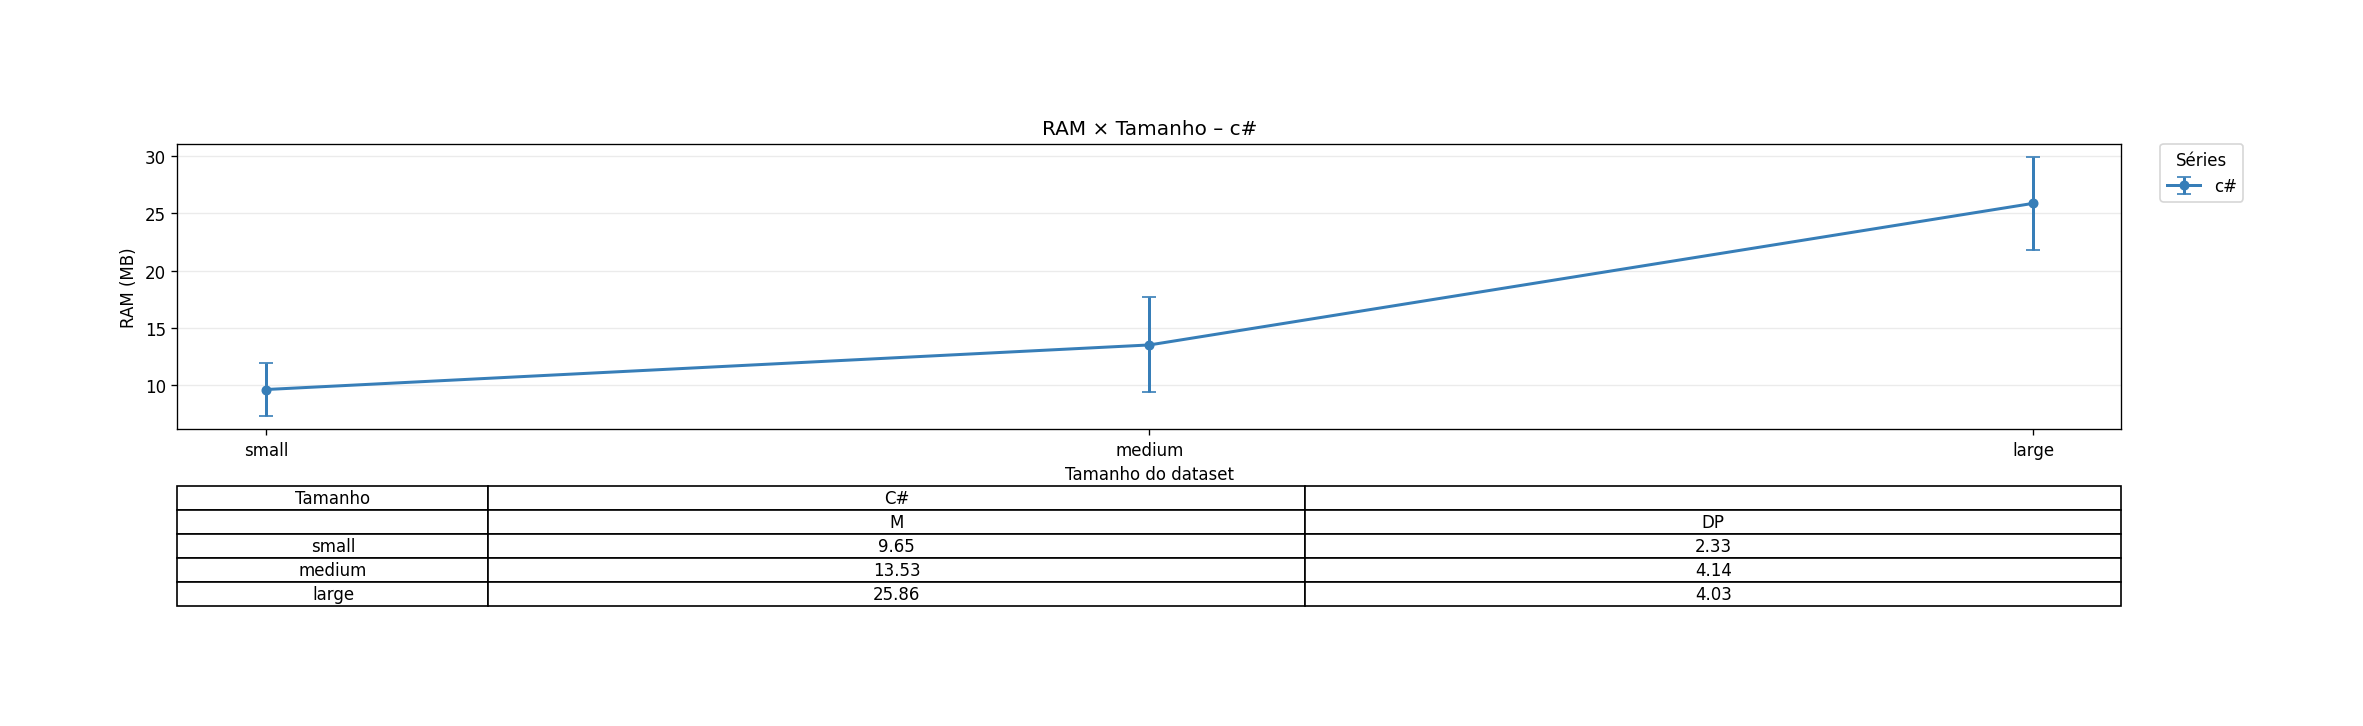 RAM × Tamanho – c#
30
25
20
15
10
RAM (MB)
small medium large
Tamanho do dataset
Séries
c#
Tamanho C#
M DP
small 9.65 2.33
medium 13.53 4.14
large 25.86 4.03